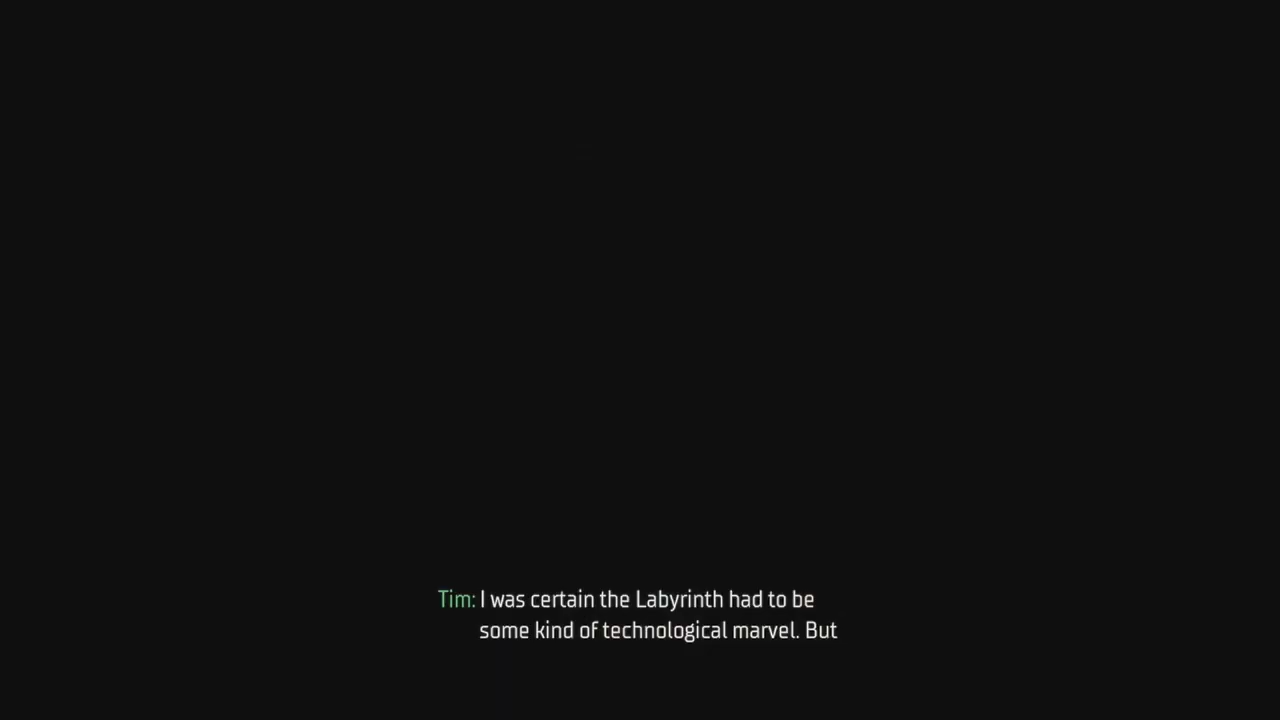 Tim: I was certain the Labyrinth had to be
some kind of technological marvel. But